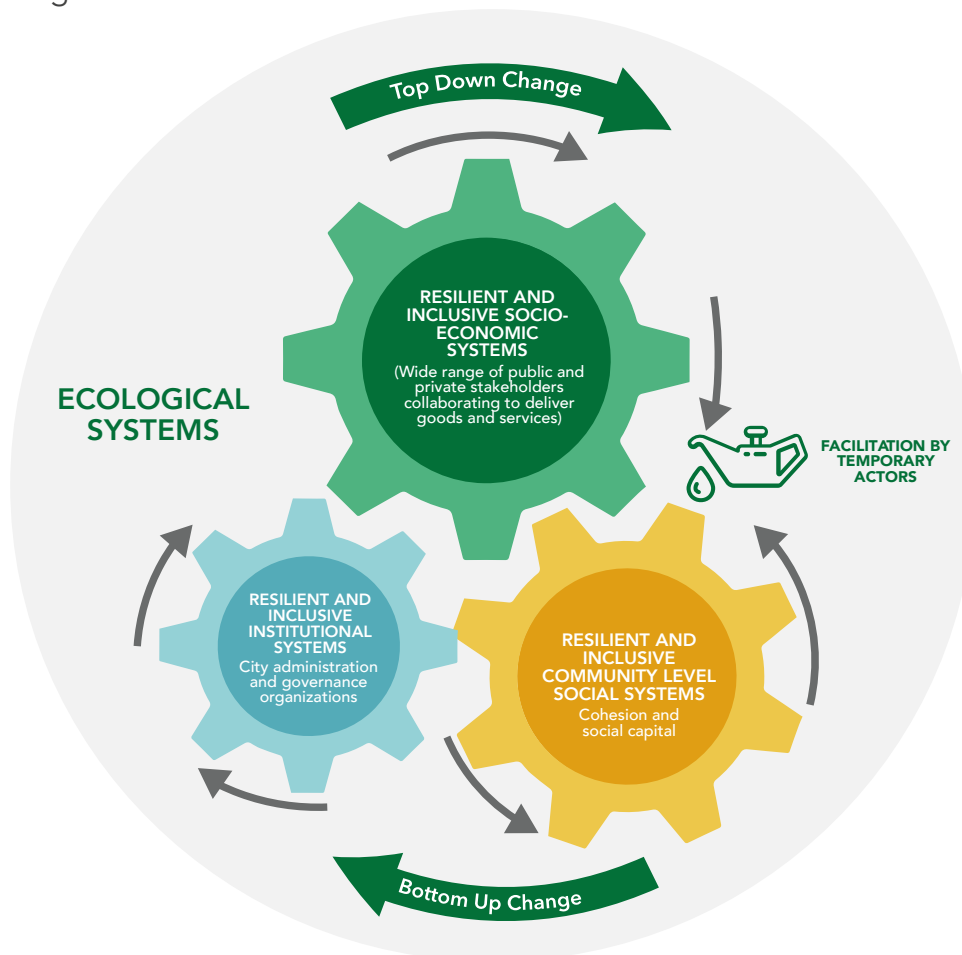 Top Down Change
RESILIENT AND
INCLUSIVE SOCIO-
ECONOMIC
SYSTEMS
(Wide range of public and
private stakeholders
collaborating to deliver
goods and services)
ECOLOGICAL
SYSTEMS
FACILITATION BY
TEMPORARY
ACTORS
RESILIENT AND
INCLUSIVE
INSTITUTIONAL
SYSTEMS
City administration
and governance
organizations
RESILIENT AND
INCLUSIVE
COMMUNITY LEVEL
SOCIAL SYSTEMS
Cohesion and
social capital
Bottom Up Change